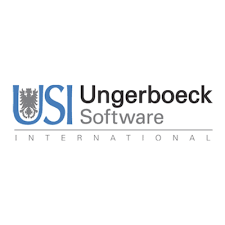 USI Ungerboeck
Software
INTERNATIONAL